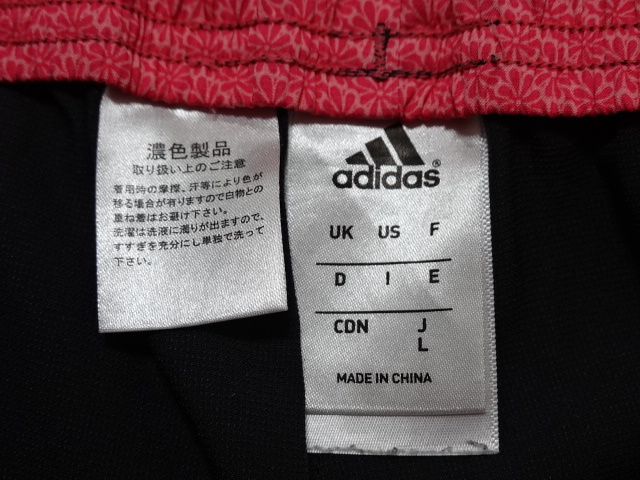 濃色製品
取り扱い上のご注意
着用時の摩擦、汗等により色が
移る場合が有りますので白物との
重ね着はお避け下さい。
洗濯は洗液に濁りが出ますので、
すすぎを充分にし単独で洗って
下さい。
adidas®
UK US F
D I E
CDN J
L
MADE IN CHINA